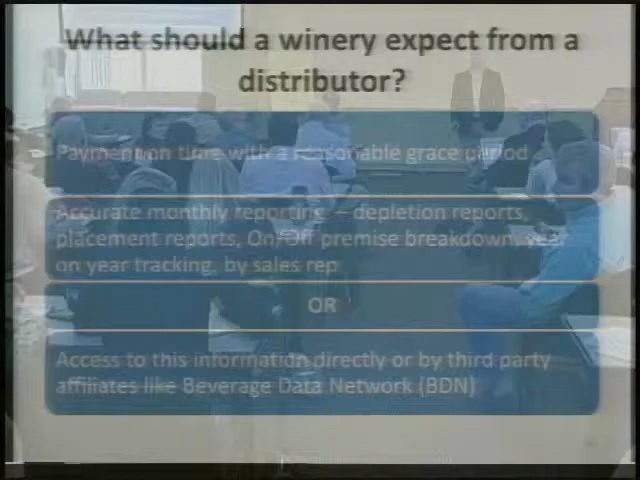 What should a winery expect from a
distributor?
Payment on time with a reasonable grace period
Accurate monthly reporting – depletion reports,
placement reports, On/Off premise breakdown, year
on year tracking, by sales rep
OR
Access to this information directly or by third party
affiliates like Beverage Data Network (BDN)